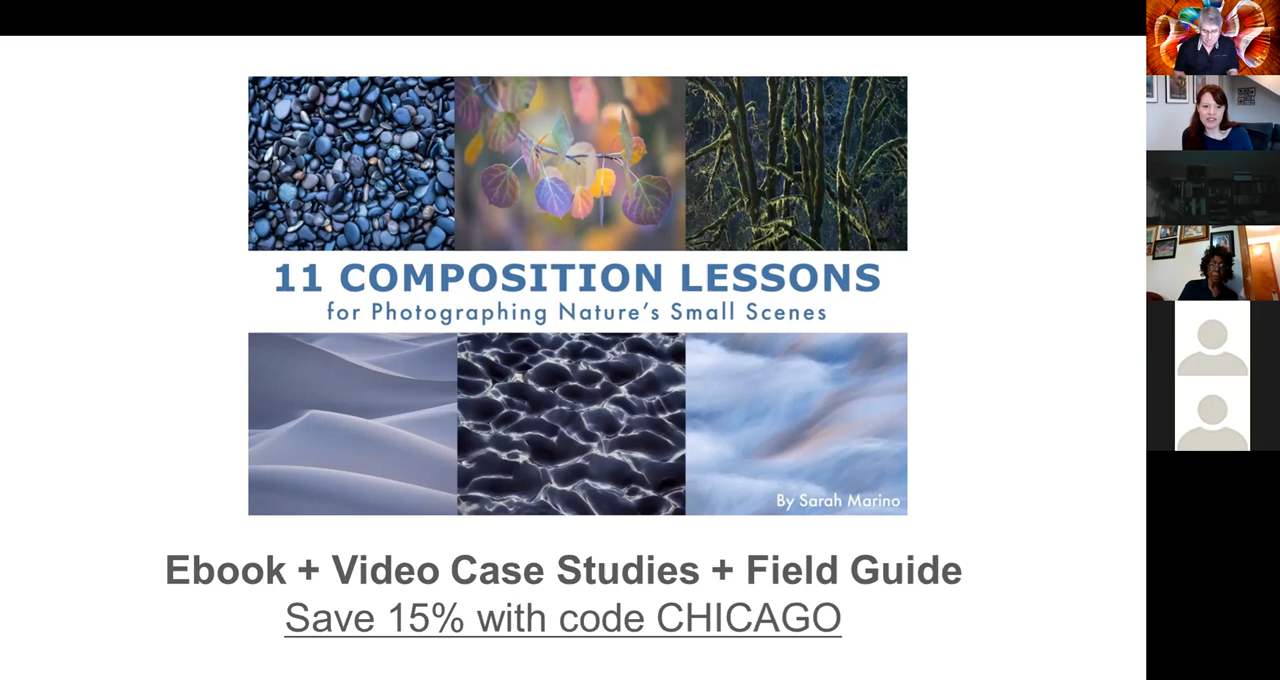 11 COMPOSITION LESSONS
for Photographing Nature's Small Scenes
By Sarah Marino
Ebook + Video Case Studies + Field Guide
Save 15% with code CHICAGO